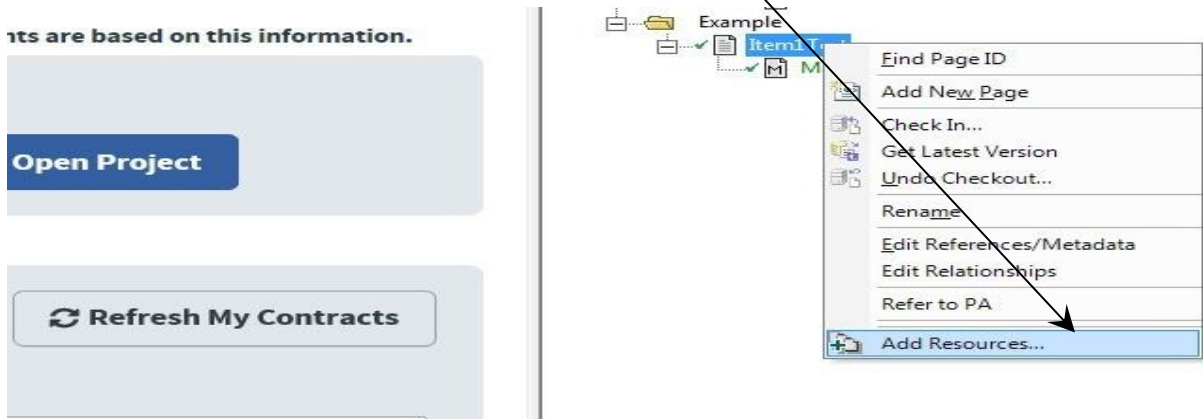 nts are based on this information.
Open Project
Refresh My Contracts
Example
Item1
M
Find Page ID
Add New Page
Check In...
Get Latest Version
Undo Checkout...
Rename
Edit References/Metadata
Edit Relationships
Refer to PA
Add Resources...